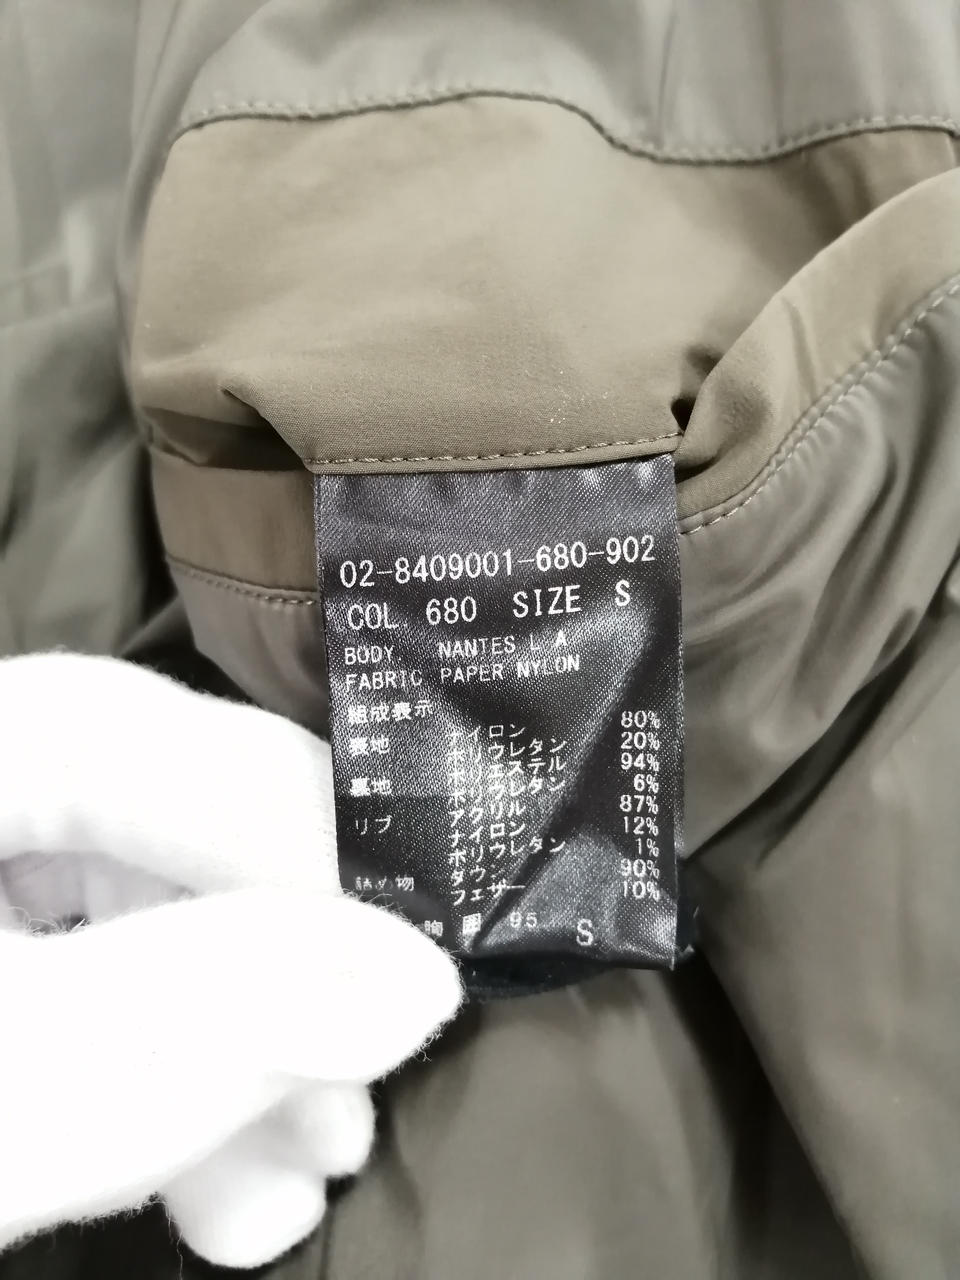 02-8409001-680-902
COL 680 SIZE S
BODY NANTES L A
FABRIC PAPER NYLON
組成表示
表地 ナイロン 80%
ポリウレタン 20%
裏地 ポリエステル 94%
ポリウレタン 6%
リブ アクリル 87%
ナイロン 12%
ポリウレタン 1%
詰め物 ダウン 90%
フェザー 10%
胸囲 95 S